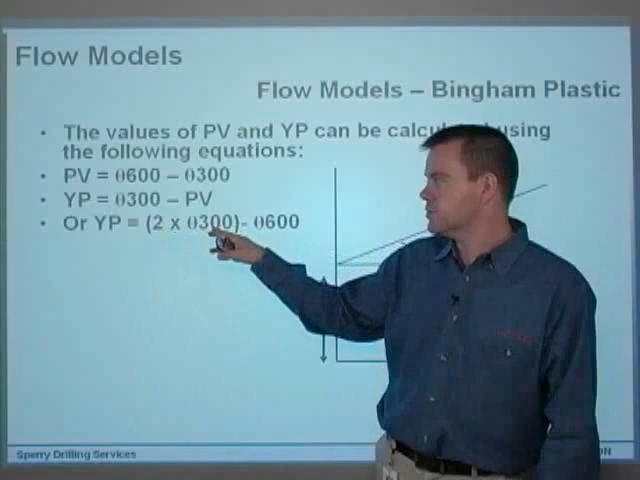 Flow Models
Flow Models – Bingham Plastic
• The values of PV and YP can be using
the following equations:
• PV = θ600 – θ300
• YP = θ300 – PV
• Or YP = (2 x θ300)- θ600
Sperry Drilling Services